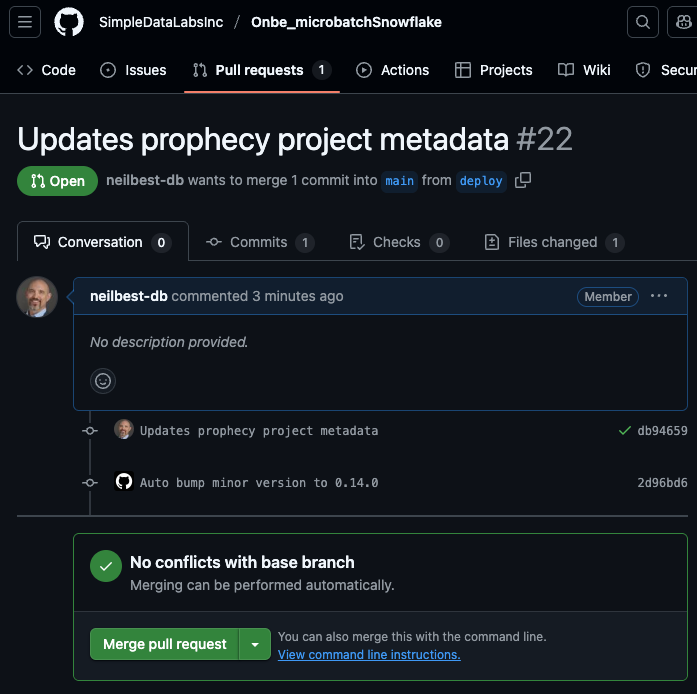 SimpleDataLabsInc / Onbe_microbatchSnowflake
Code Issues Pull requests 1 Actions Projects Wiki Secur
Updates prophecy project metadata #22
Open neilbest-db wants to merge 1 commit into main from deploy
Conversation 0 Commits 1 Checks 0 Files changed 1
neilbest-db commented 3 minutes ago Member
No description provided.
Updates prophecy project metadata db94659
Auto bump minor version to 0.14.0 2d96bd6
No conflicts with base branch
Merging can be performed automatically.
Merge pull request You can also merge this with the command line.
View command line instructions.